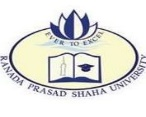 EVER TO EXCEL
RANADA PRASAD SHAHA UNIVERSITY